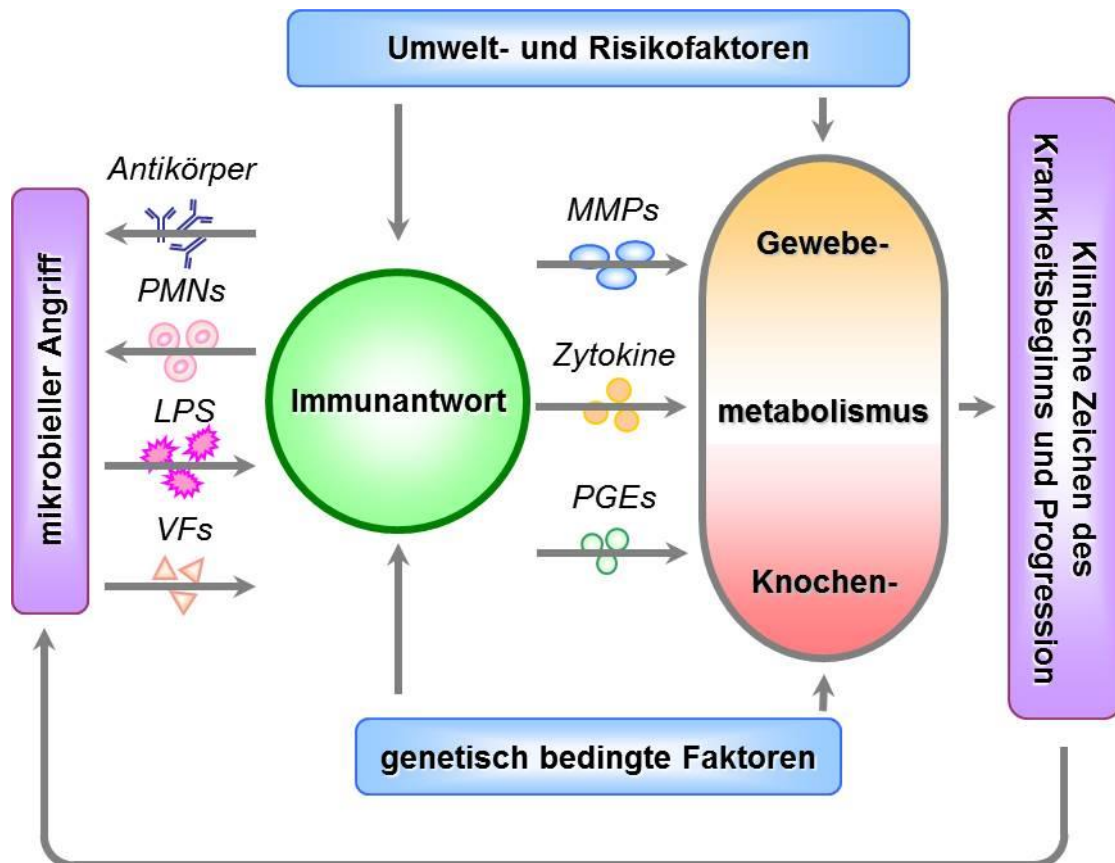 Umwelt- und Risikofaktoren
mikrobieller Angriff
Antikörper
PMNs
LPS
VFs
Immunantwort
MMPs
Zytokine
PGEs
Gewebe-
metabolismus
Knochen-
Klinische Zeichen des
Krankheitsbeginns und Progression
genetisch bedingte Faktoren